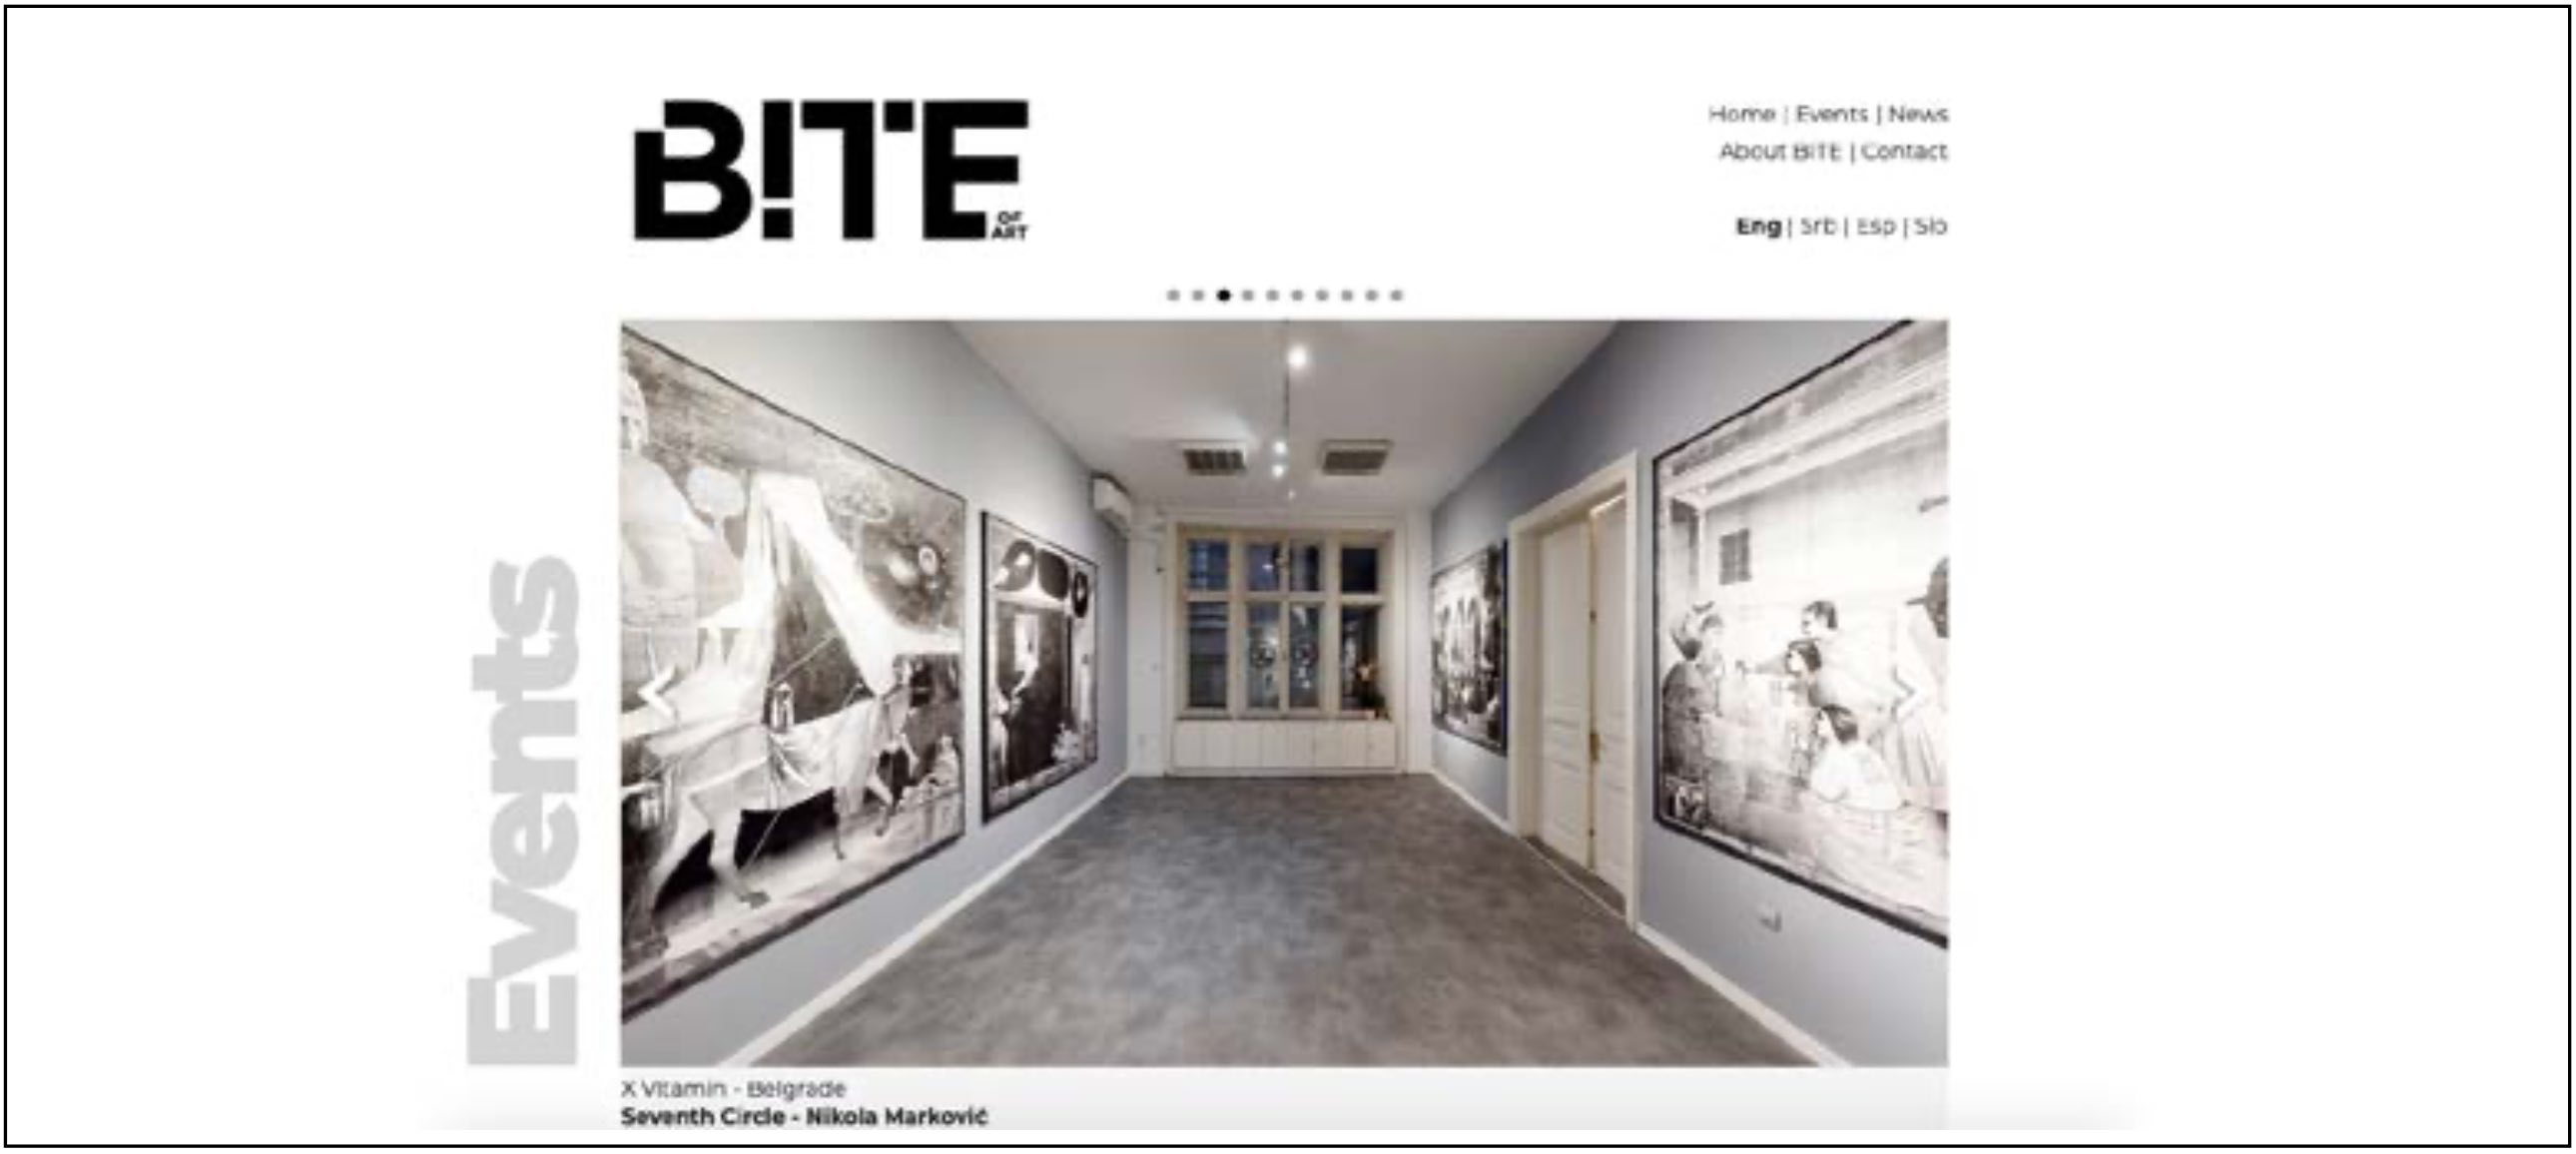 B!TE
OF
ART
Home | Events | News
About BITE | Contact
Eng | Srb | Esp | Slo
Events
X Vitamin - Belgrade
Seventh Circle - Nikola Marković